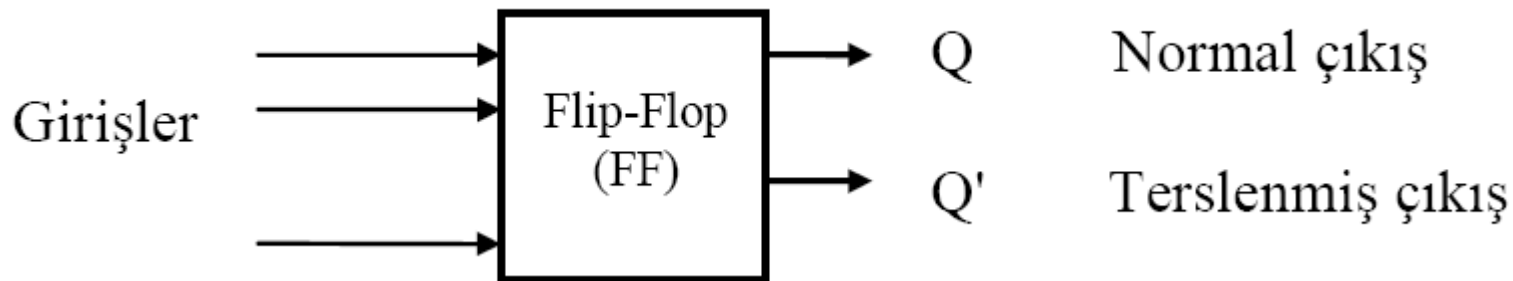 Girişler
Flip-Flop
(FF)
Q Normal çıkış
Q' Terslenmiş çıkış